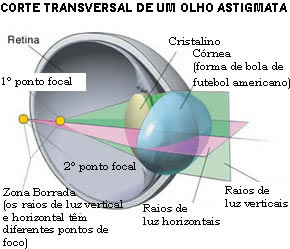 CORTE TRANSVERSAL DE UM OLHO ASTIGMATA
Retina
Cristalino
Córnea
(forma de bola de
futebol americano)
1º ponto focal
2º ponto focal
Zona Borrada
(os raios de luz vertical
e horizontal têm
diferentes pontos de
foco)
Raios de
luz horizontais
Raios de
luz verticais